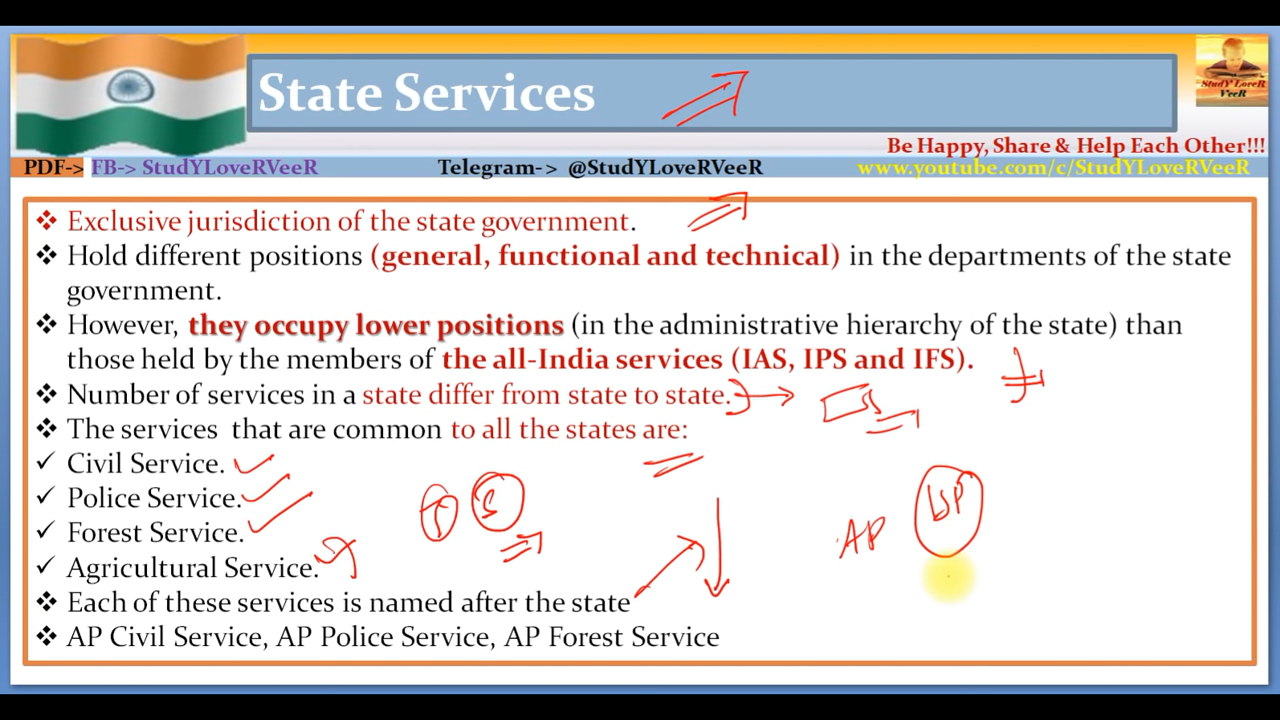 State Services
StudY LoveR
VeeR
Be Happy, Share & Help Each Other!!!
PDF-> FB-> StudYLoveRVeeR Telegram-> @StudYLoveRVeeR www.youtube.com/c/StudYLoveRVeeR
❖ Exclusive jurisdiction of the state government.
❖ Hold different positions (general, functional and technical) in the departments of the state
government.
❖ However, they occupy lower positions (in the administrative hierarchy of the state) than
those held by the members of the all-India services (IAS, IPS and IFS).
❖ Number of services in a state differ from state to state.
❖ The services that are common to all the states are:
✓ Civil Service.
✓ Police Service.
✓ Forest Service.
✓ Agricultural Service.
❖ Each of these services is named after the state
❖ AP Civil Service, AP Police Service, AP Forest Service
AP